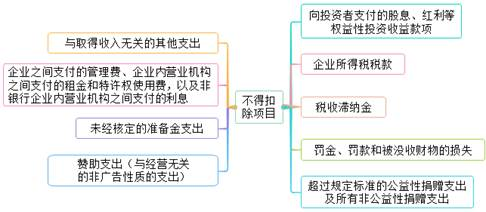 与取得收入无关的其他支出
企业之间支付的管理费、企业内营业机构
之间支付的租金和特许权使用费，以及非
银行企业内营业机构之间支付的利息
未经核定的准备金支出
赞助支出（与经营无关
的非广告性质的支出）
不得扣
除项目
向投资者支付的股息、红利等
权益性投资收益款项
企业所得税税款
税收滞纳金
罚金、罚款和被没收财物的损失
超过规定标准的公益性捐赠支出
及所有非公益性捐赠支出